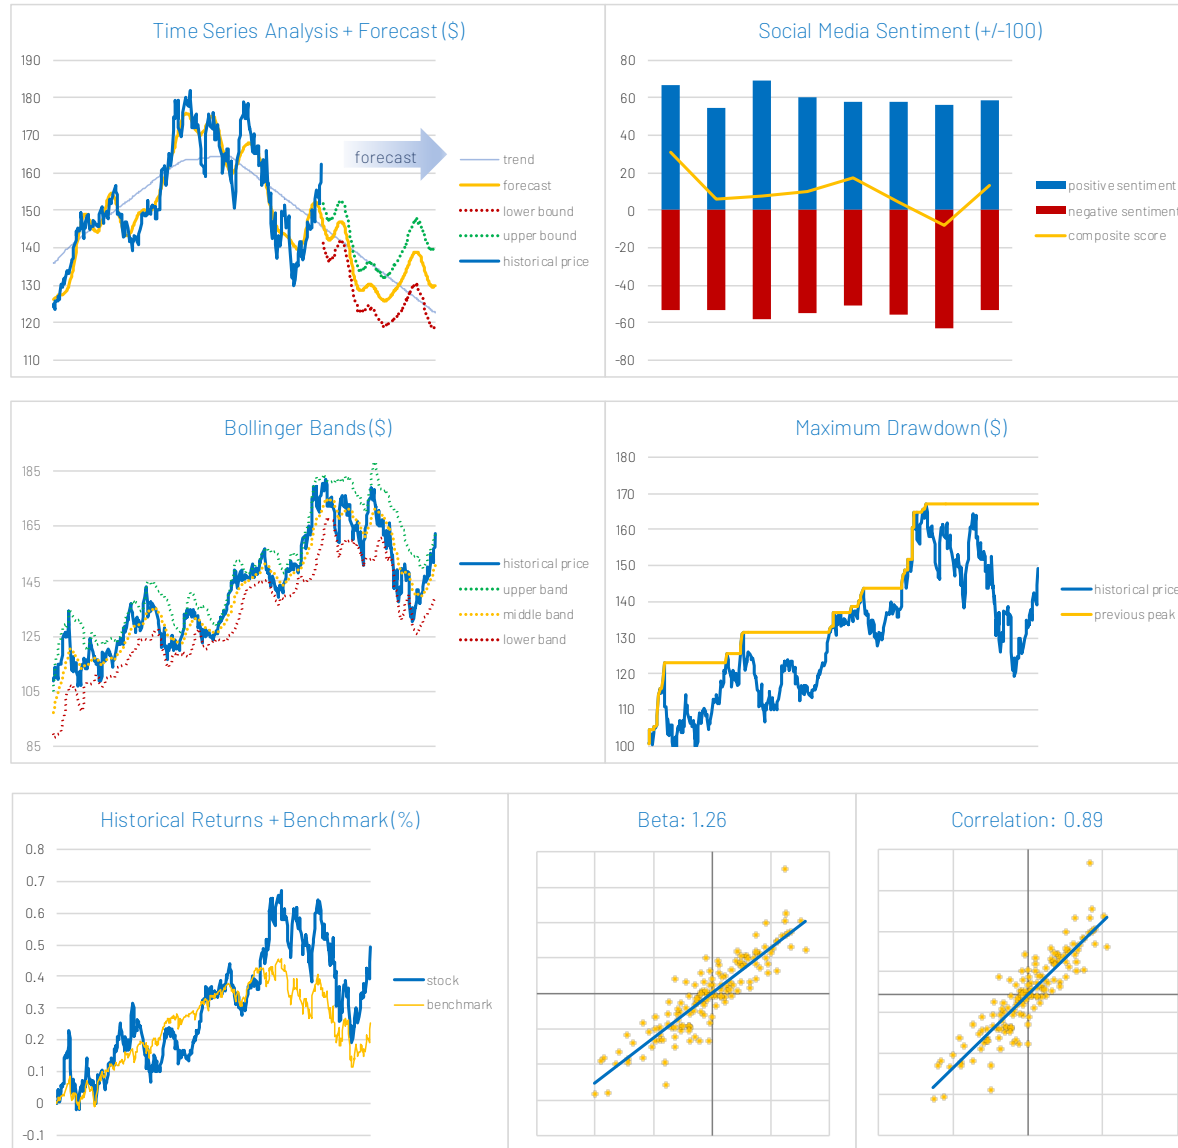 Time Series Analysis + Forecast ($)
190
180
170
160
150
140
130
120
110
forecast
trend
forecast
lower bound
upper bound
historical price
Social Media Sentiment (+/-100)
80
60
40
20
0
-20
-40
-60
-80
positive sentiment
negative sentiment
composite score
Bollinger Bands ($)
185
165
145
125
105
85
historical price
upper band
middle band
lower band
Maximum Drawdown ($)
180
170
160
150
140
130
120
110
100
historical price
previous peak
Historical Returns + Benchmark (%)
0.8
0.7
0.6
0.5
0.4
0.3
0.2
0.1
0
-0.1
stock
benchmark
Beta: 1.26
Correlation: 0.89